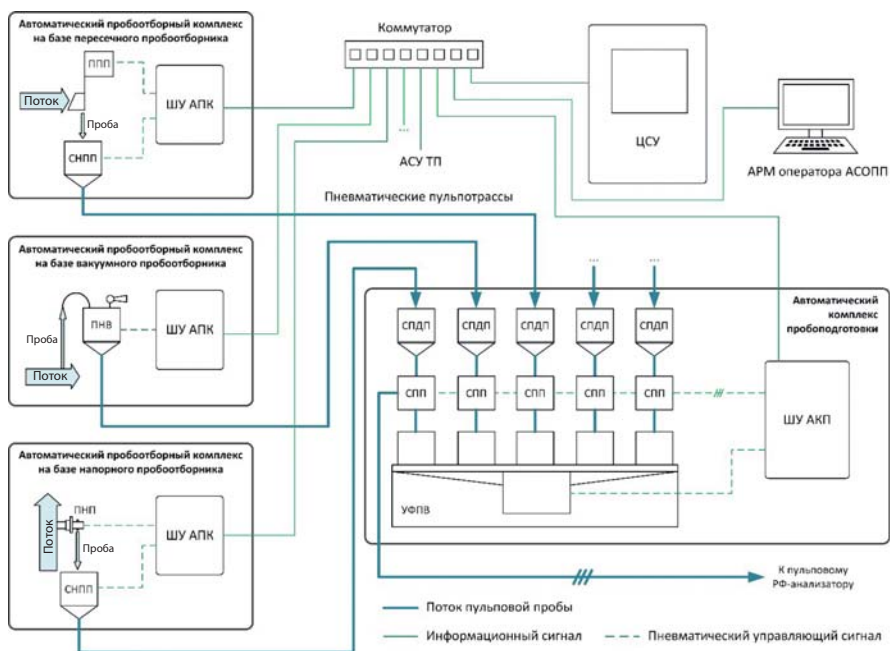 Автоматический пробоотборный комплекс
на базе пересечного пробоотборника
ППП
Поток
Проба
СНПП
ШУ АПК
Коммутатор
...
АСУ ТП
ЦСУ
АРМ оператора АСОПП
Пневматические пульпотрассы
Автоматический пробоотборный комплекс
на базе вакуумного пробоотборника
ПНВ
Проба
Поток
ШУ АПК
Автоматический пробоотборный комплекс
на базе напорного пробоотборника
ПНП
Поток
Проба
СНПП
ШУ АПК
... ...
Автоматический
комплекс
пробоподготовки
СПДП СПДП СПДП СПДП СПДП
СПП СПП СПП СПП СПП
ШУ АКП
УФПВ
К пульповому
РФ-анализатору
Поток пульповой пробы
Информационный сигнал
Пневматический управляющий сигнал